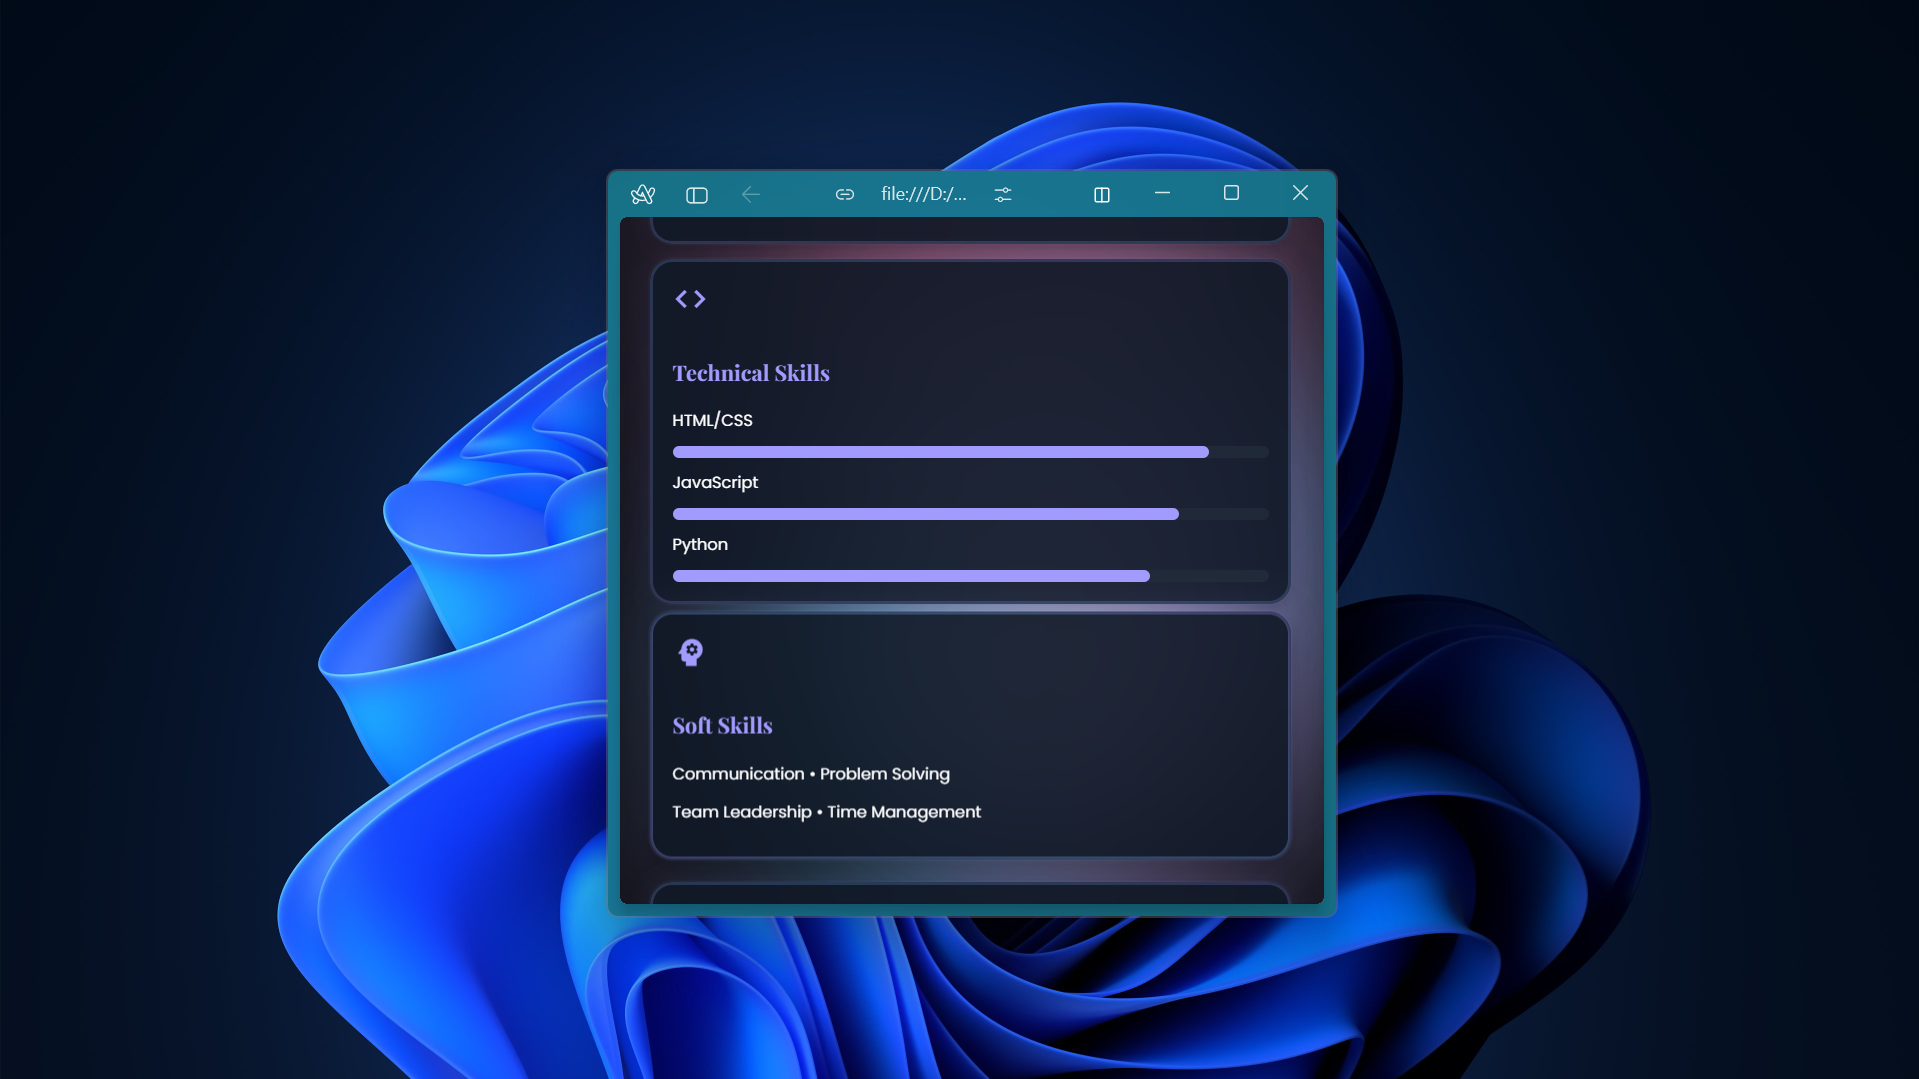 file:///D:/...
Technical Skills
HTML/CSS
JavaScript
Python
Soft Skills
Communication • Problem Solving
Team Leadership • Time Management